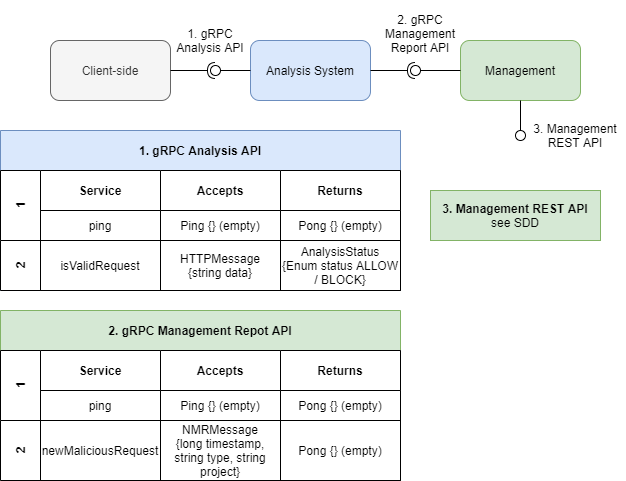 1. gRPC
Analysis API
2. gRPC
Management
Report API
Client-side
Analysis System
Management
3. Management
REST API
1. gRPC Analysis API
1
Service
Accepts
Returns
ping
Ping {} (empty)
Pong {} (empty)
2
isValidRequest
HTTPMessage
{string data}
AnalysisStatus
{Enum status ALLOW
/ BLOCK}
3. Management REST API
see SDD
2. gRPC Management Repot API
1
Service
Accepts
Returns
ping
Ping {} (empty)
Pong {} (empty)
2
newMaliciousRequest
NMRMessage
{long timestamp,
string type, string
project}
Pong {} (empty)